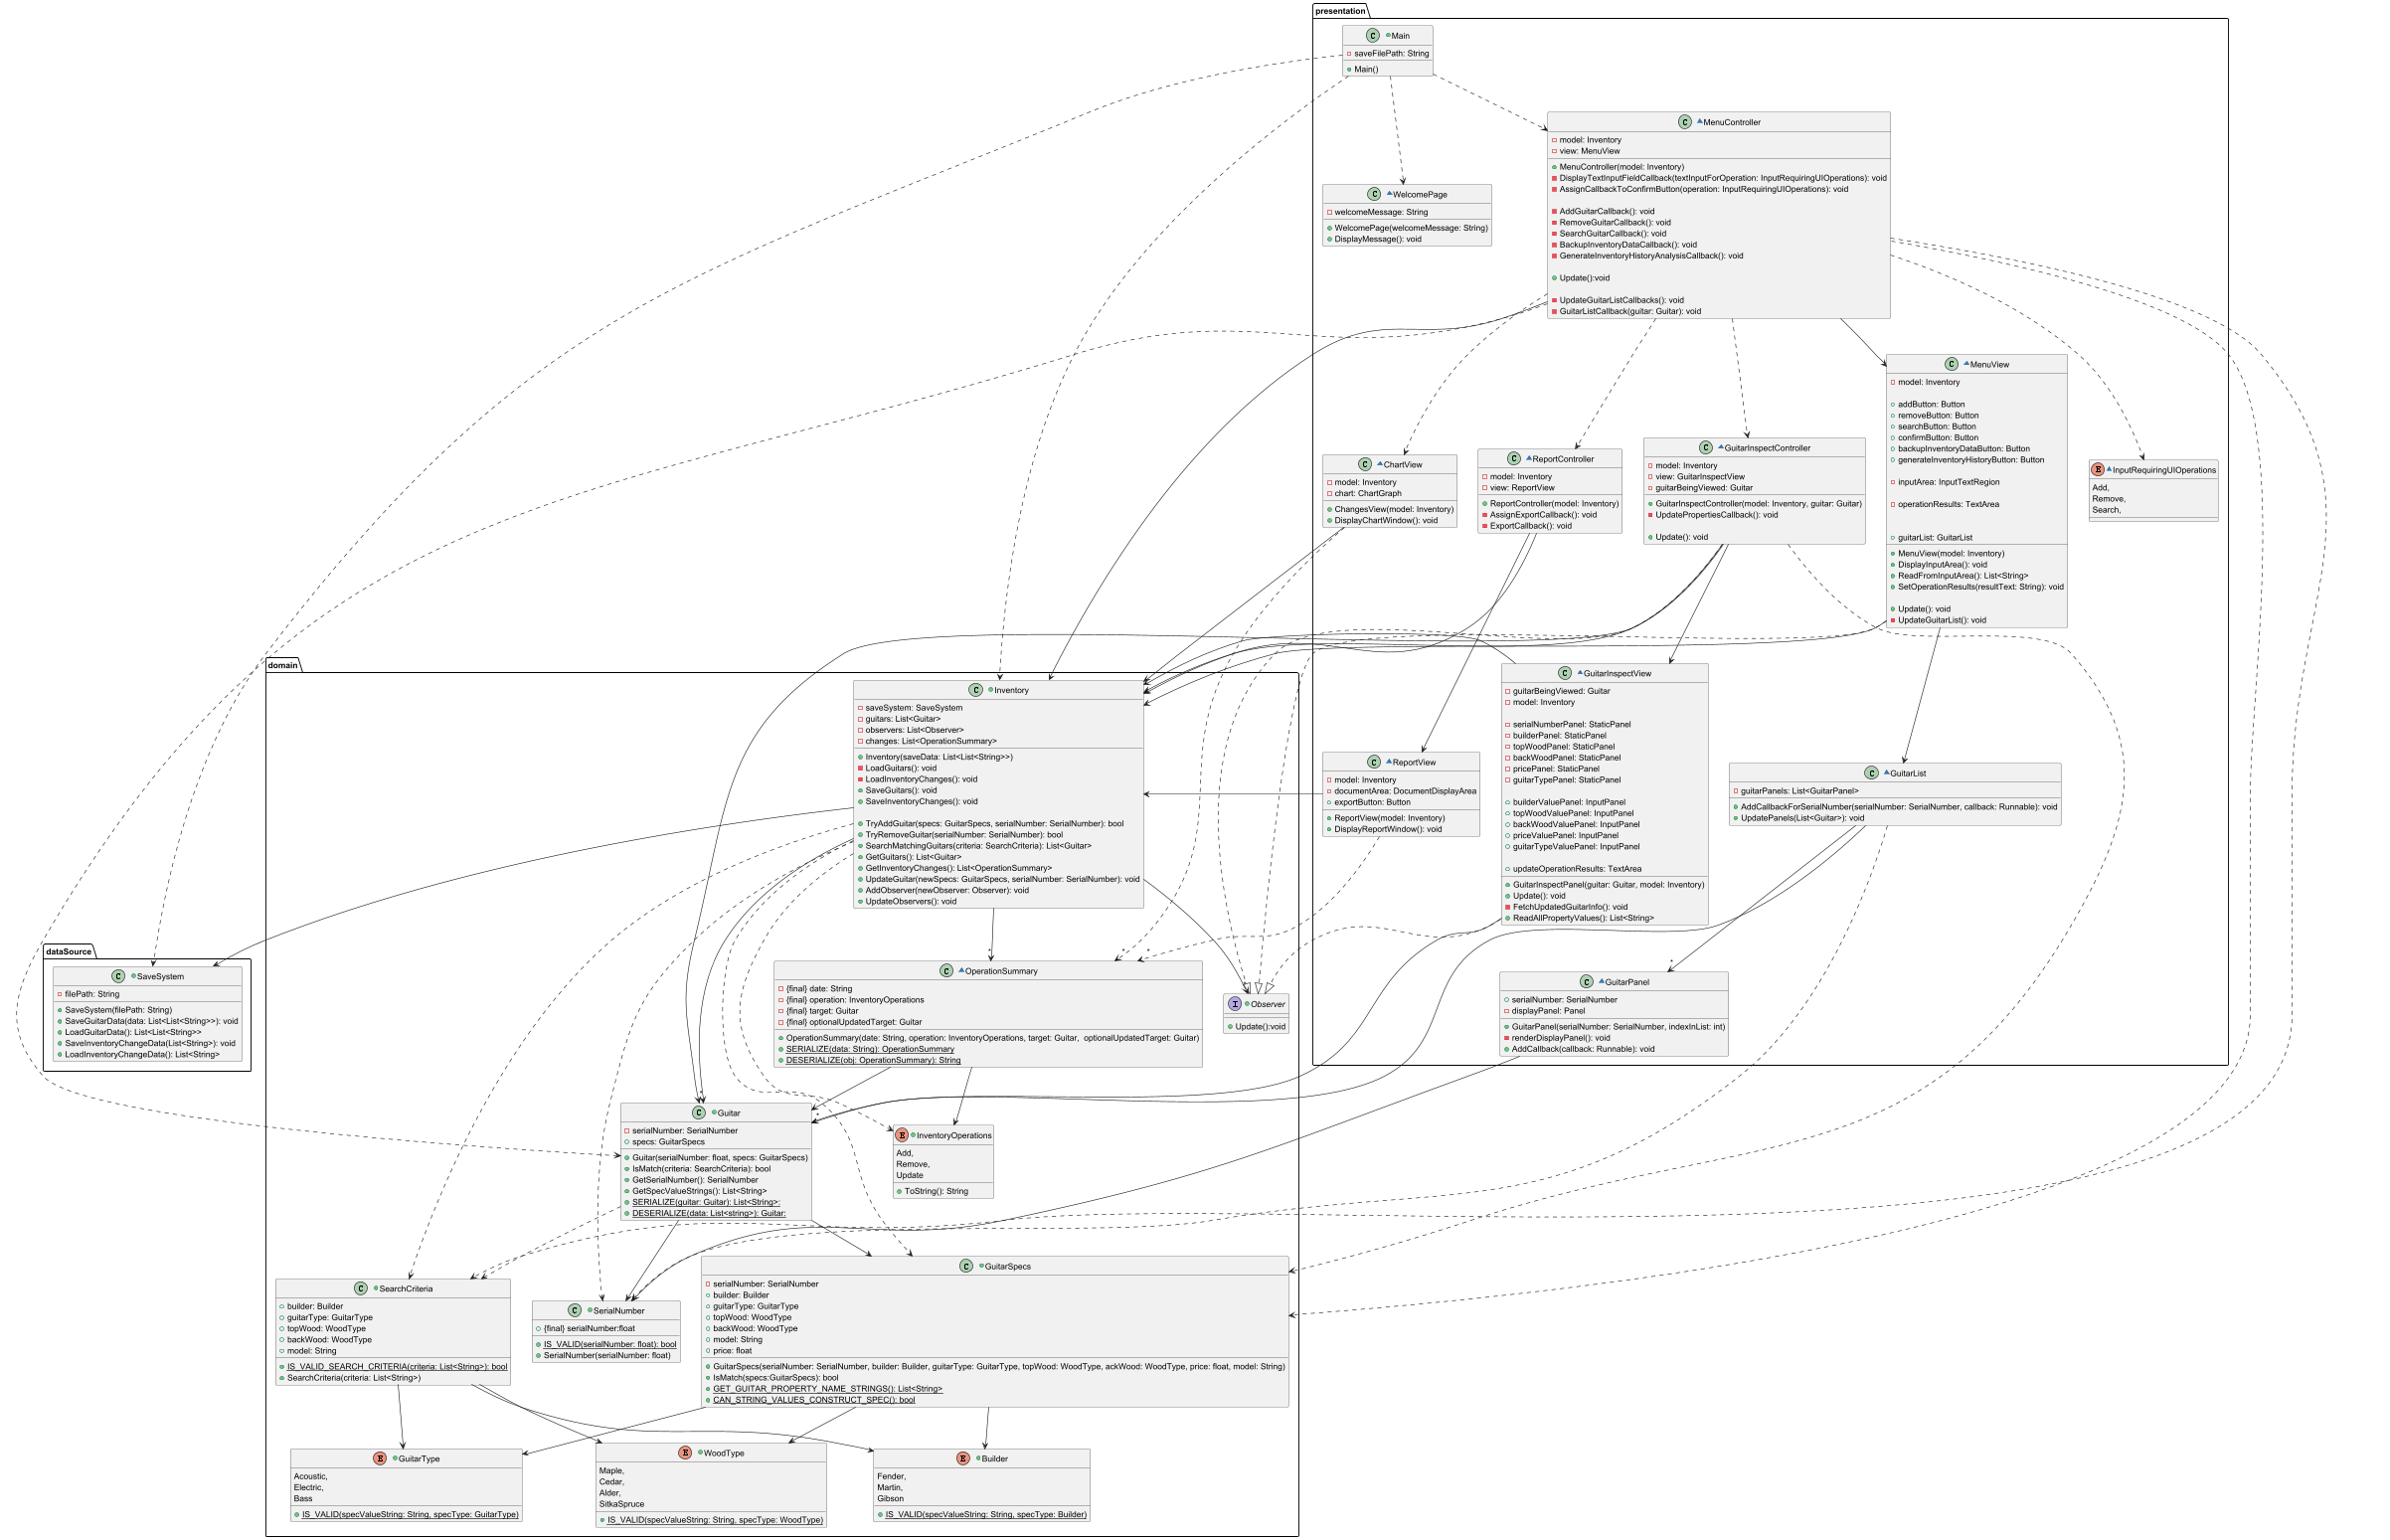 presentation
C Main
saveFilePath: String
Main()
C MenuController
model: Inventory
view: MenuView
MenuController(model: Inventory)
DisplayTextInputFieldCallback(textInputForOperation: InputRequiringUIOperations): void
AssignCallbackToConfirmButton(operation: InputRequiringUIOperations): void
AddGuitarCallback(): void
RemoveGuitarCallback(): void
SearchGuitarCallback(): void
BackupInventoryDataCallback(): void
GenerateInventoryHistoryAnalysisCallback(): void
Update():void
UpdateGuitarListCallbacks(): void
GuitarListCallback(guitar: Guitar): void
C WelcomePage
welcomeMessage: String
WelcomePage(welcomeMessage: String)
DisplayMessage(): void
C MenuView
model: Inventory
addButton: Button
removeButton: Button
searchButton: Button
confirmButton: Button
backupInventoryDataButton: Button
generateInventoryHistoryButton: Button
inputArea: InputTextRegion
operationResults: TextArea
guitarList: GuitarList
MenuView(model: Inventory)
DisplayInputArea(): void
ReadFromInputArea(): List<String>
SetOperationResults(resultText: String): void
Update(): void
UpdateGuitarList(): void
C ChartView
model: Inventory
chart: ChartGraph
ChangesView(model: Inventory)
DisplayChartWindow(): void
C ReportController
model: Inventory
view: ReportView
ReportController(model: Inventory)
AssignExportCallback(): void
ExportCallback(): void
C GuitarInspectController
model: Inventory
view: GuitarInspectView
guitarBeingViewed: Guitar
GuitarInspectController(model: Inventory, guitar: Guitar)
UpdatePropertiesCallback(): void
Update(): void
E InputRequiringUIOperations
Add,
Remove,
Search,
domain
C Inventory
saveSystem: SaveSystem
guitars: List<Guitar>
observers: List<Observer>
changes: List<OperationSummary>
Inventory(saveData: List<List<String>>)
LoadGuitars(): void
LoadInventoryChanges(): void
SaveGuitars(): void
SaveInventoryChanges(): void
TryAddGuitar(specs: GuitarSpecs, serialNumber: SerialNumber): bool
TryRemoveGuitar(serialNumber: SerialNumber): bool
SearchMatchingGuitars(criteria: SearchCriteria): List<Guitar>
GetGuitars(): List<Guitar>
GetInventoryChanges(): List<OperationSummary>
UpdateGuitar(newSpecs: GuitarSpecs, serialNumber: SerialNumber): void
AddObserver(newObserver: Observer): void
UpdateObservers(): void
C GuitarInspectView
guitarBeingViewed: Guitar
model: Inventory
serialNumberPanel: StaticPanel
builderPanel: StaticPanel
topWoodPanel: StaticPanel
backWoodPanel: StaticPanel
pricePanel: StaticPanel
guitarTypePanel: StaticPanel
builderValuePanel: InputPanel
topWoodValuePanel: InputPanel
backWoodValuePanel: InputPanel
priceValuePanel: InputPanel
guitarTypeValuePanel: InputPanel
updateOperationResults: TextArea
GuitarInspectPanel(guitar: Guitar, model: Inventory)
Update(): void
FetchUpdatedGuitarInfo(): void
ReadAllPropertyValues(): List<String>
C ReportView
model: Inventory
documentArea: DocumentDisplayArea
exportButton: Button
ReportView(model: Inventory)
DisplayReportWindow(): void
C GuitarList
guitarPanels: List<GuitarPanel>
AddCallbackForSerialNumber(serialNumber: SerialNumber, callback: Runnable): void
UpdatePanels(List<Guitar>): void
dataSource
C SaveSystem
filePath: String
SaveSystem(filePath: String)
SaveGuitarData(data: List<List<String>>): void
LoadGuitarData(): List<List<String>>
SaveInventoryChangeData(List<String>): void
LoadInventoryChangeData(): List<String>
* * *
*
C OperationSummary
{final} date: String
{final} operation: InventoryOperations
{final} target: Guitar
{final} optionalUpdatedTarget: Guitar
OperationSummary(date: String, operation: InventoryOperations, target: Guitar,  optionalUpdatedTarget: Guitar)
SERIALIZE(data: String): OperationSummary
DESERIALIZE(obj: OperationSummary): String
I Observer
Update():void
C GuitarPanel
serialNumber: SerialNumber
displayPanel: Panel
GuitarPanel(serialNumber: SerialNumber, indexInList: int)
renderDisplayPanel(): void
AddCallback(callback: Runnable): void
C Guitar
serialNumber: SerialNumber
specs: GuitarSpecs
Guitar(serialNumber: float, specs: GuitarSpecs)
IsMatch(criteria: SearchCriteria): bool
GetSerialNumber(): SerialNumber
GetSpecValueStrings(): List<String>
SERIALIZE(guitar: Guitar): List<String>:
DESERIALIZE(data: List<string>): Guitar:
*
E InventoryOperations
Add,
Remove,
Update
ToString(): String
C SearchCriteria
builder: Builder
guitarType: GuitarType
topWood: WoodType
backWood: WoodType
model: String
IS_VALID_SEARCH_CRITERIA(criteria: List<String>): bool
SearchCriteria(criteria: List<String>)
C SerialNumber
{final} serialNumber:float
IS_VALID(serialNumber: float): bool
SerialNumber(serialNumber: float)
C GuitarSpecs
serialNumber: SerialNumber
builder: Builder
guitarType: GuitarType
topWood: WoodType
backWood: WoodType
model: String
price: float
GuitarSpecs(serialNumber: SerialNumber, builder: Builder, guitarType: GuitarType, topWood: WoodType, ackWood: WoodType, price: float, model: String)
IsMatch(specs:GuitarSpecs): bool
GET_GUITAR_PROPERTY_NAME_STRINGS(): List<String>
CAN_STRING_VALUES_CONSTRUCT_SPEC(): bool
E GuitarType
Acoustic,
Electric,
Bass
IS_VALID(specValueString: String, specType: GuitarType)
E WoodType
Maple,
Cedar,
Alder,
SitkaSpruce
IS_VALID(specValueString: String, specType: WoodType)
E Builder
Fender,
Martin,
Gibson
IS_VALID(specValueString: String, specType: Builder)